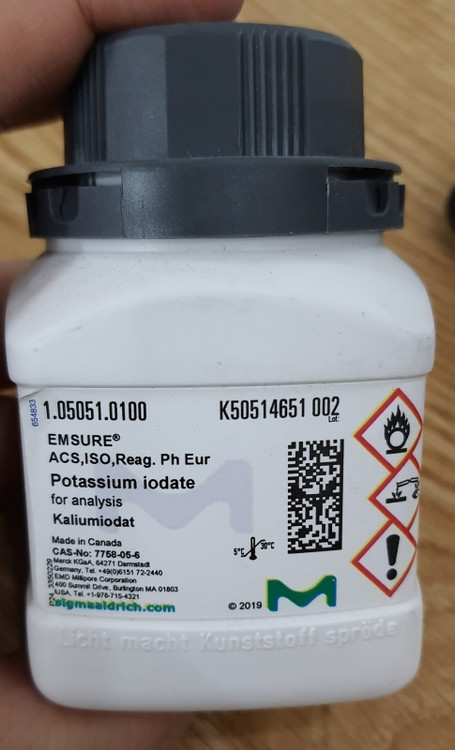 1.05051.0100
K50514651 002
Lot:
654833
EMSURE®
ACS,ISO,Reag. Ph Eur
Potassium iodate
for analysis
Kaliumiodat
Made in Canada
CAS-No: 7758-05-6
Merck KGaA, 64271 Darmstadt
Germany, Tel. +49(0)6151 72-2440
EMD Millipore Corporation
400 Summit Drive, Burlington MA 01803
USA, Tel. +1-978-715-4321
sigmaaldrich.com
5°C
30°C
© 2019
M
Licht macht Kunststoff spröde